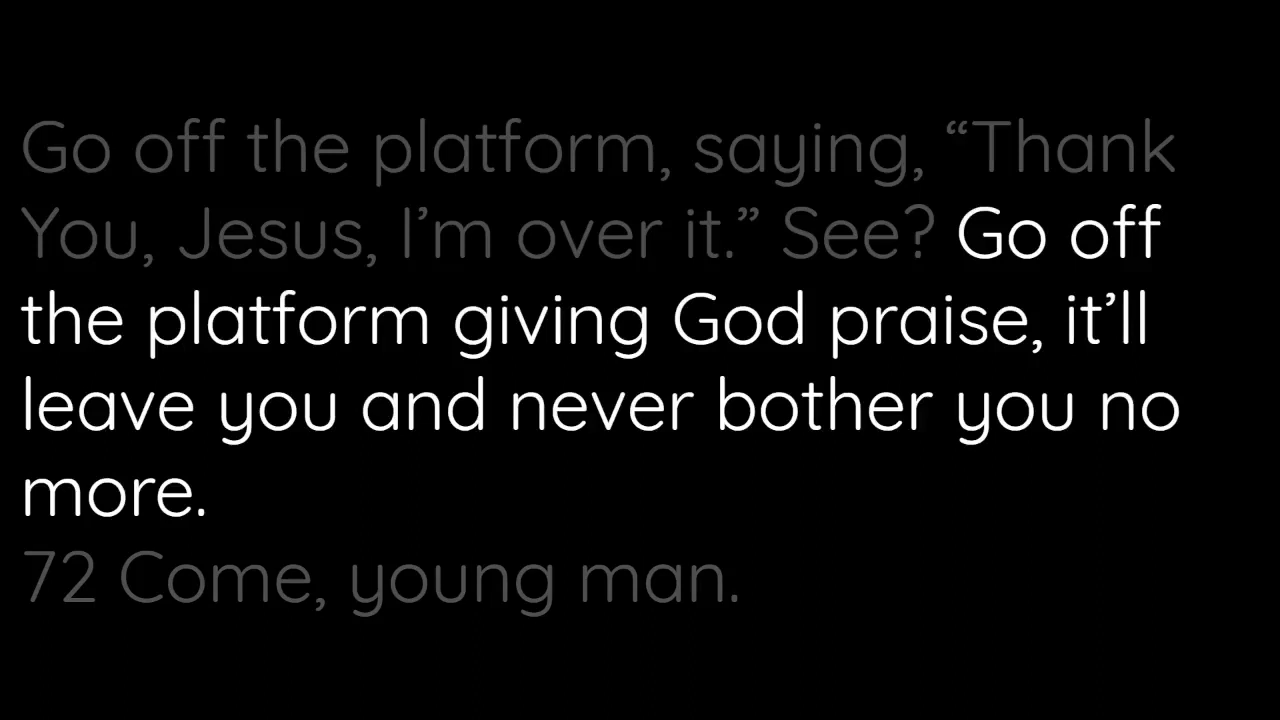 Go off the platform, saying, “Thank
You, Jesus, I’m over it.” See? Go off
the platform giving God praise, it’ll
leave you and never bother you no
more.
72 Come, young man.